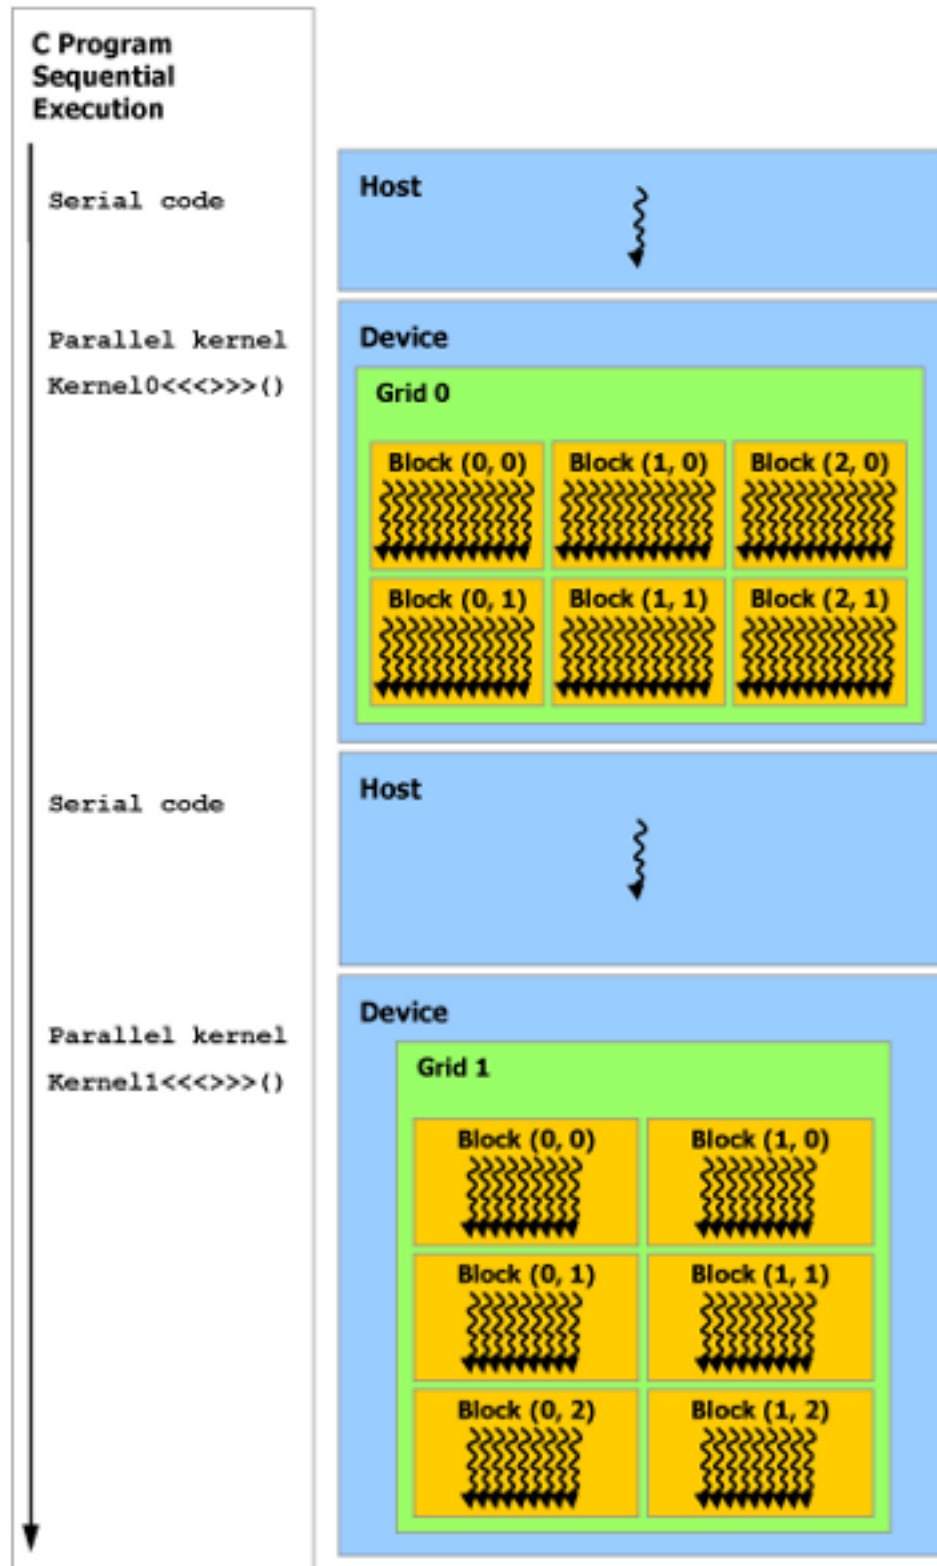 C Program
Sequential
Execution
Serial code
Host
Parallel kernel
Kernel0<<<>>>()
Device
Grid 0
Block (0, 0) Block (1, 0) Block (2, 0)
Block (0, 1) Block (1, 1) Block (2, 1)
Serial code
Host
Parallel kernel
Kernel1<<<>>>()
Device
Grid 1
Block (0, 0) Block (1, 0)
Block (0, 1) Block (1, 1)
Block (0, 2) Block (1, 2)